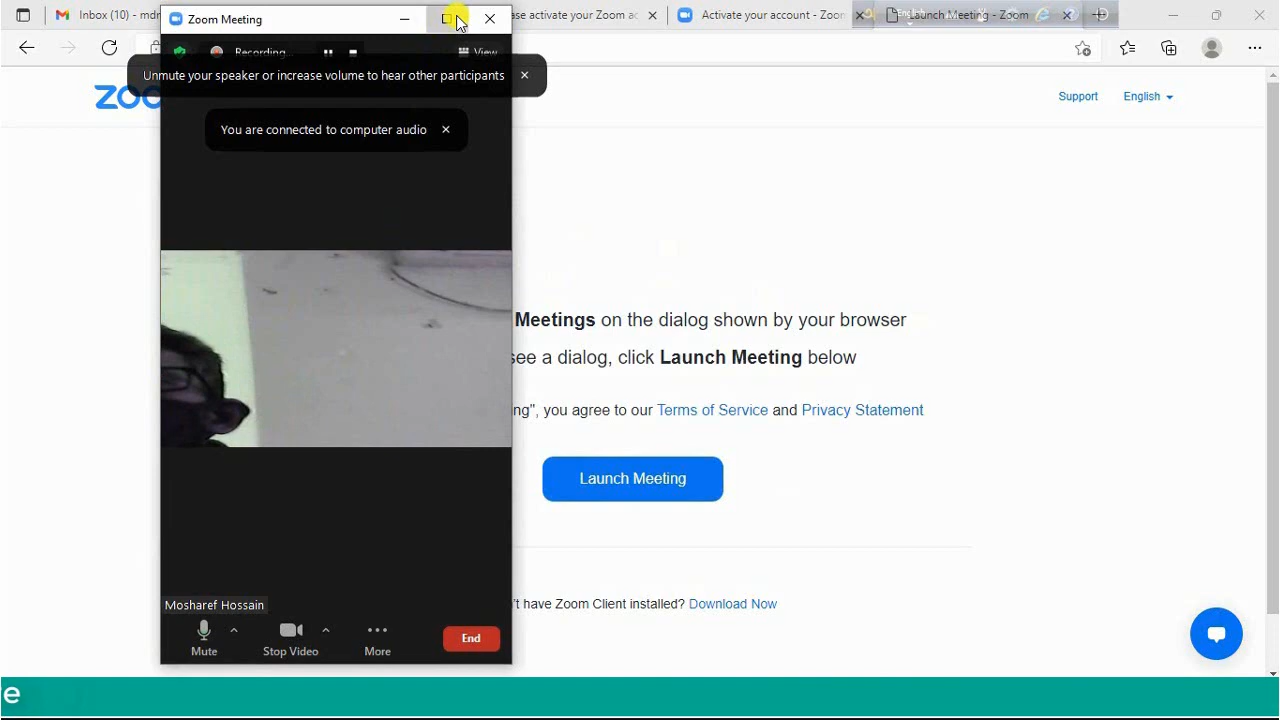 Inbox (10) - mdr
ase activate your Zoom ac
Activate your account - Zoom
Launch Meeting - Zoom
English
Zoom Meeting
Recording...
View
Unmute your speaker or increase volume to hear other participants
You are connected to computer audio
ZOO
Support
English
Meetings on the dialog shown by your browser
see a dialog, click Launch Meeting below
ng", you agree to our Terms of Service and Privacy Statement
Launch Meeting
't have Zoom Client installed? Download Now
Mosharef Hossain
Mute
Stop Video
More
End
e